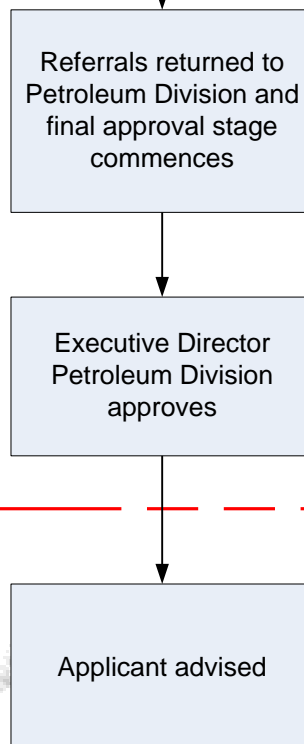 Referrals returned to
Petroleum Division and
final approval stage
commences
Executive Director
Petroleum Division
approves
Applicant advised